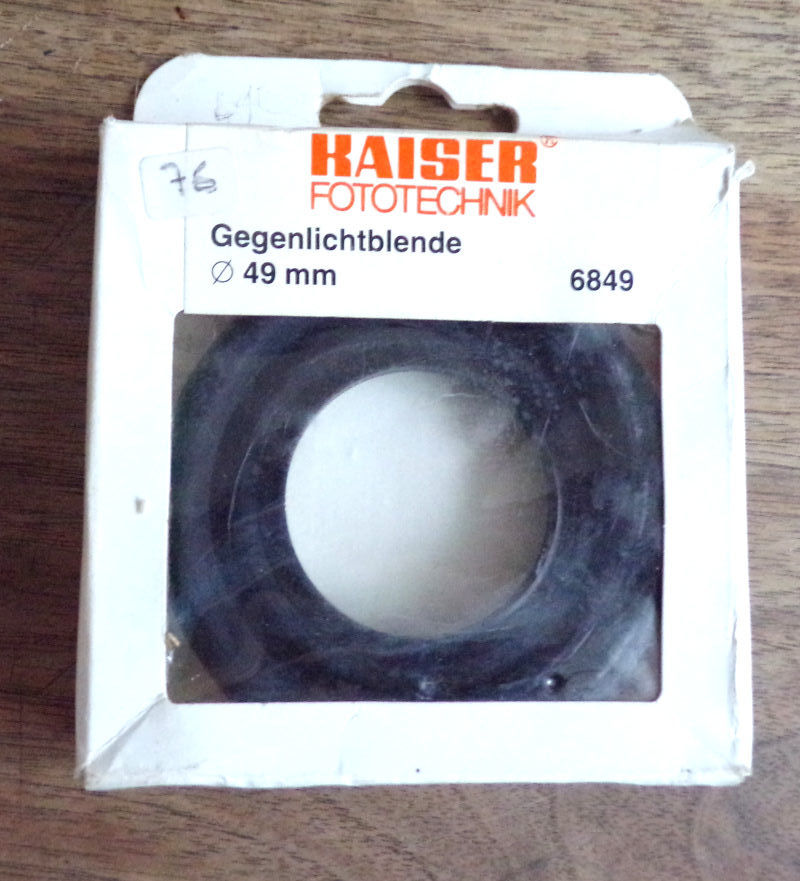 76
KAISER®
FOTOTECHNIK
Gegenlichtblende
∅ 49 mm 6849